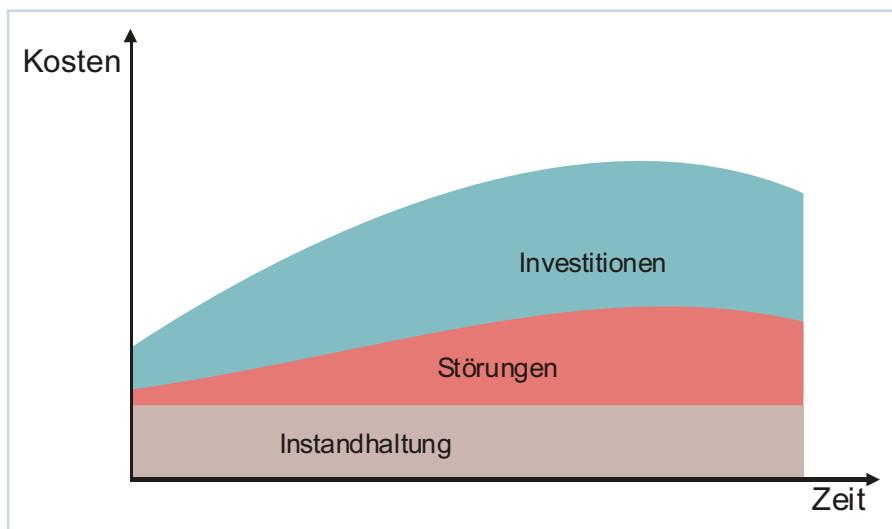 Kosten
Investitionen
Störungen
Instandhaltung
Zeit